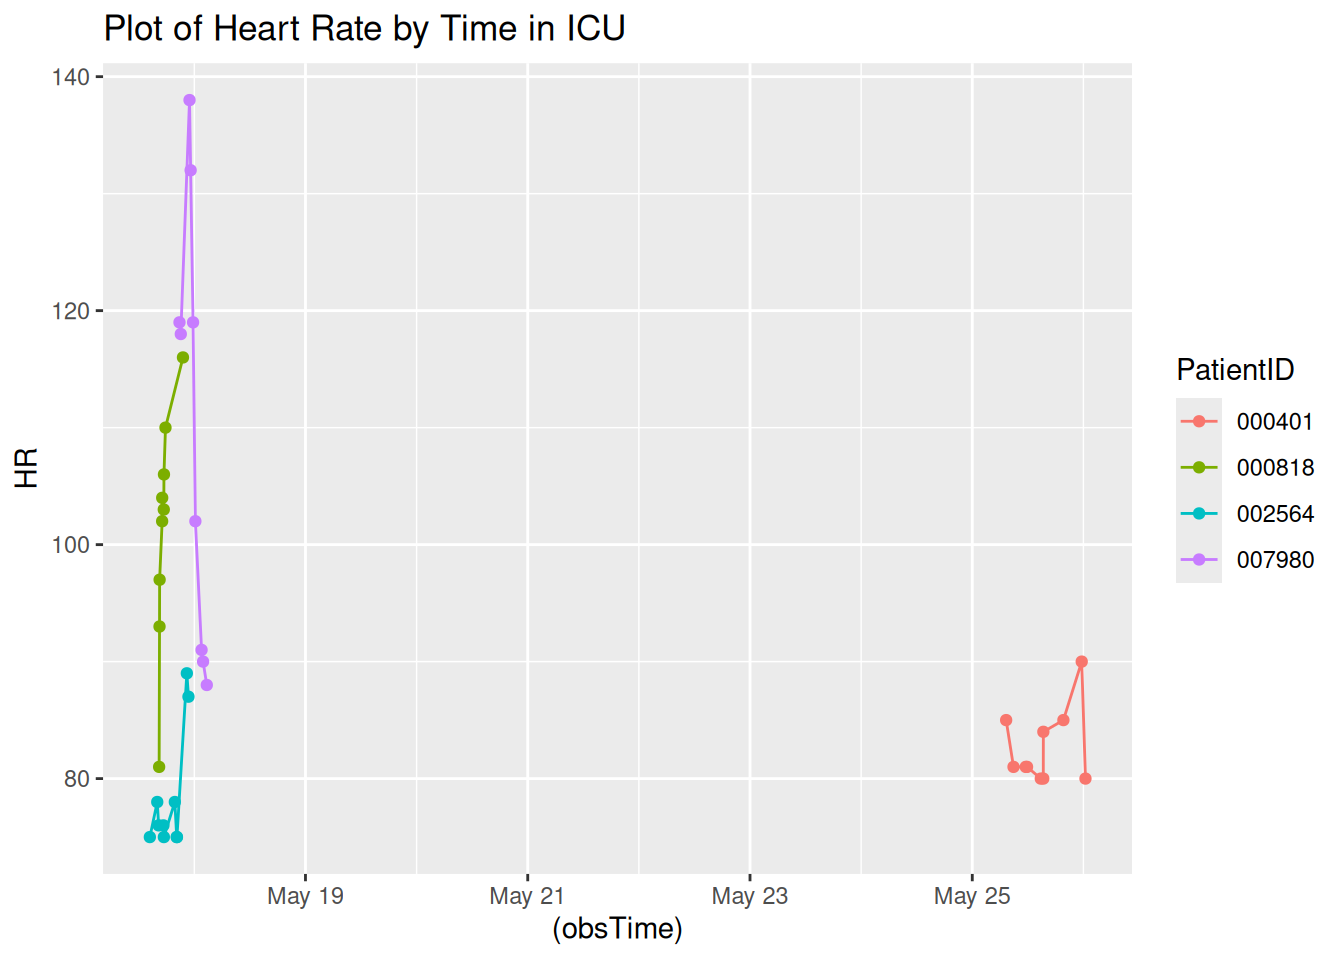 Plot of Heart Rate by Time in ICU
140
120
100
80
HR
May 19
May 21
May 23
May 25
(obsTime)
PatientID
000401
000818
002564
007980